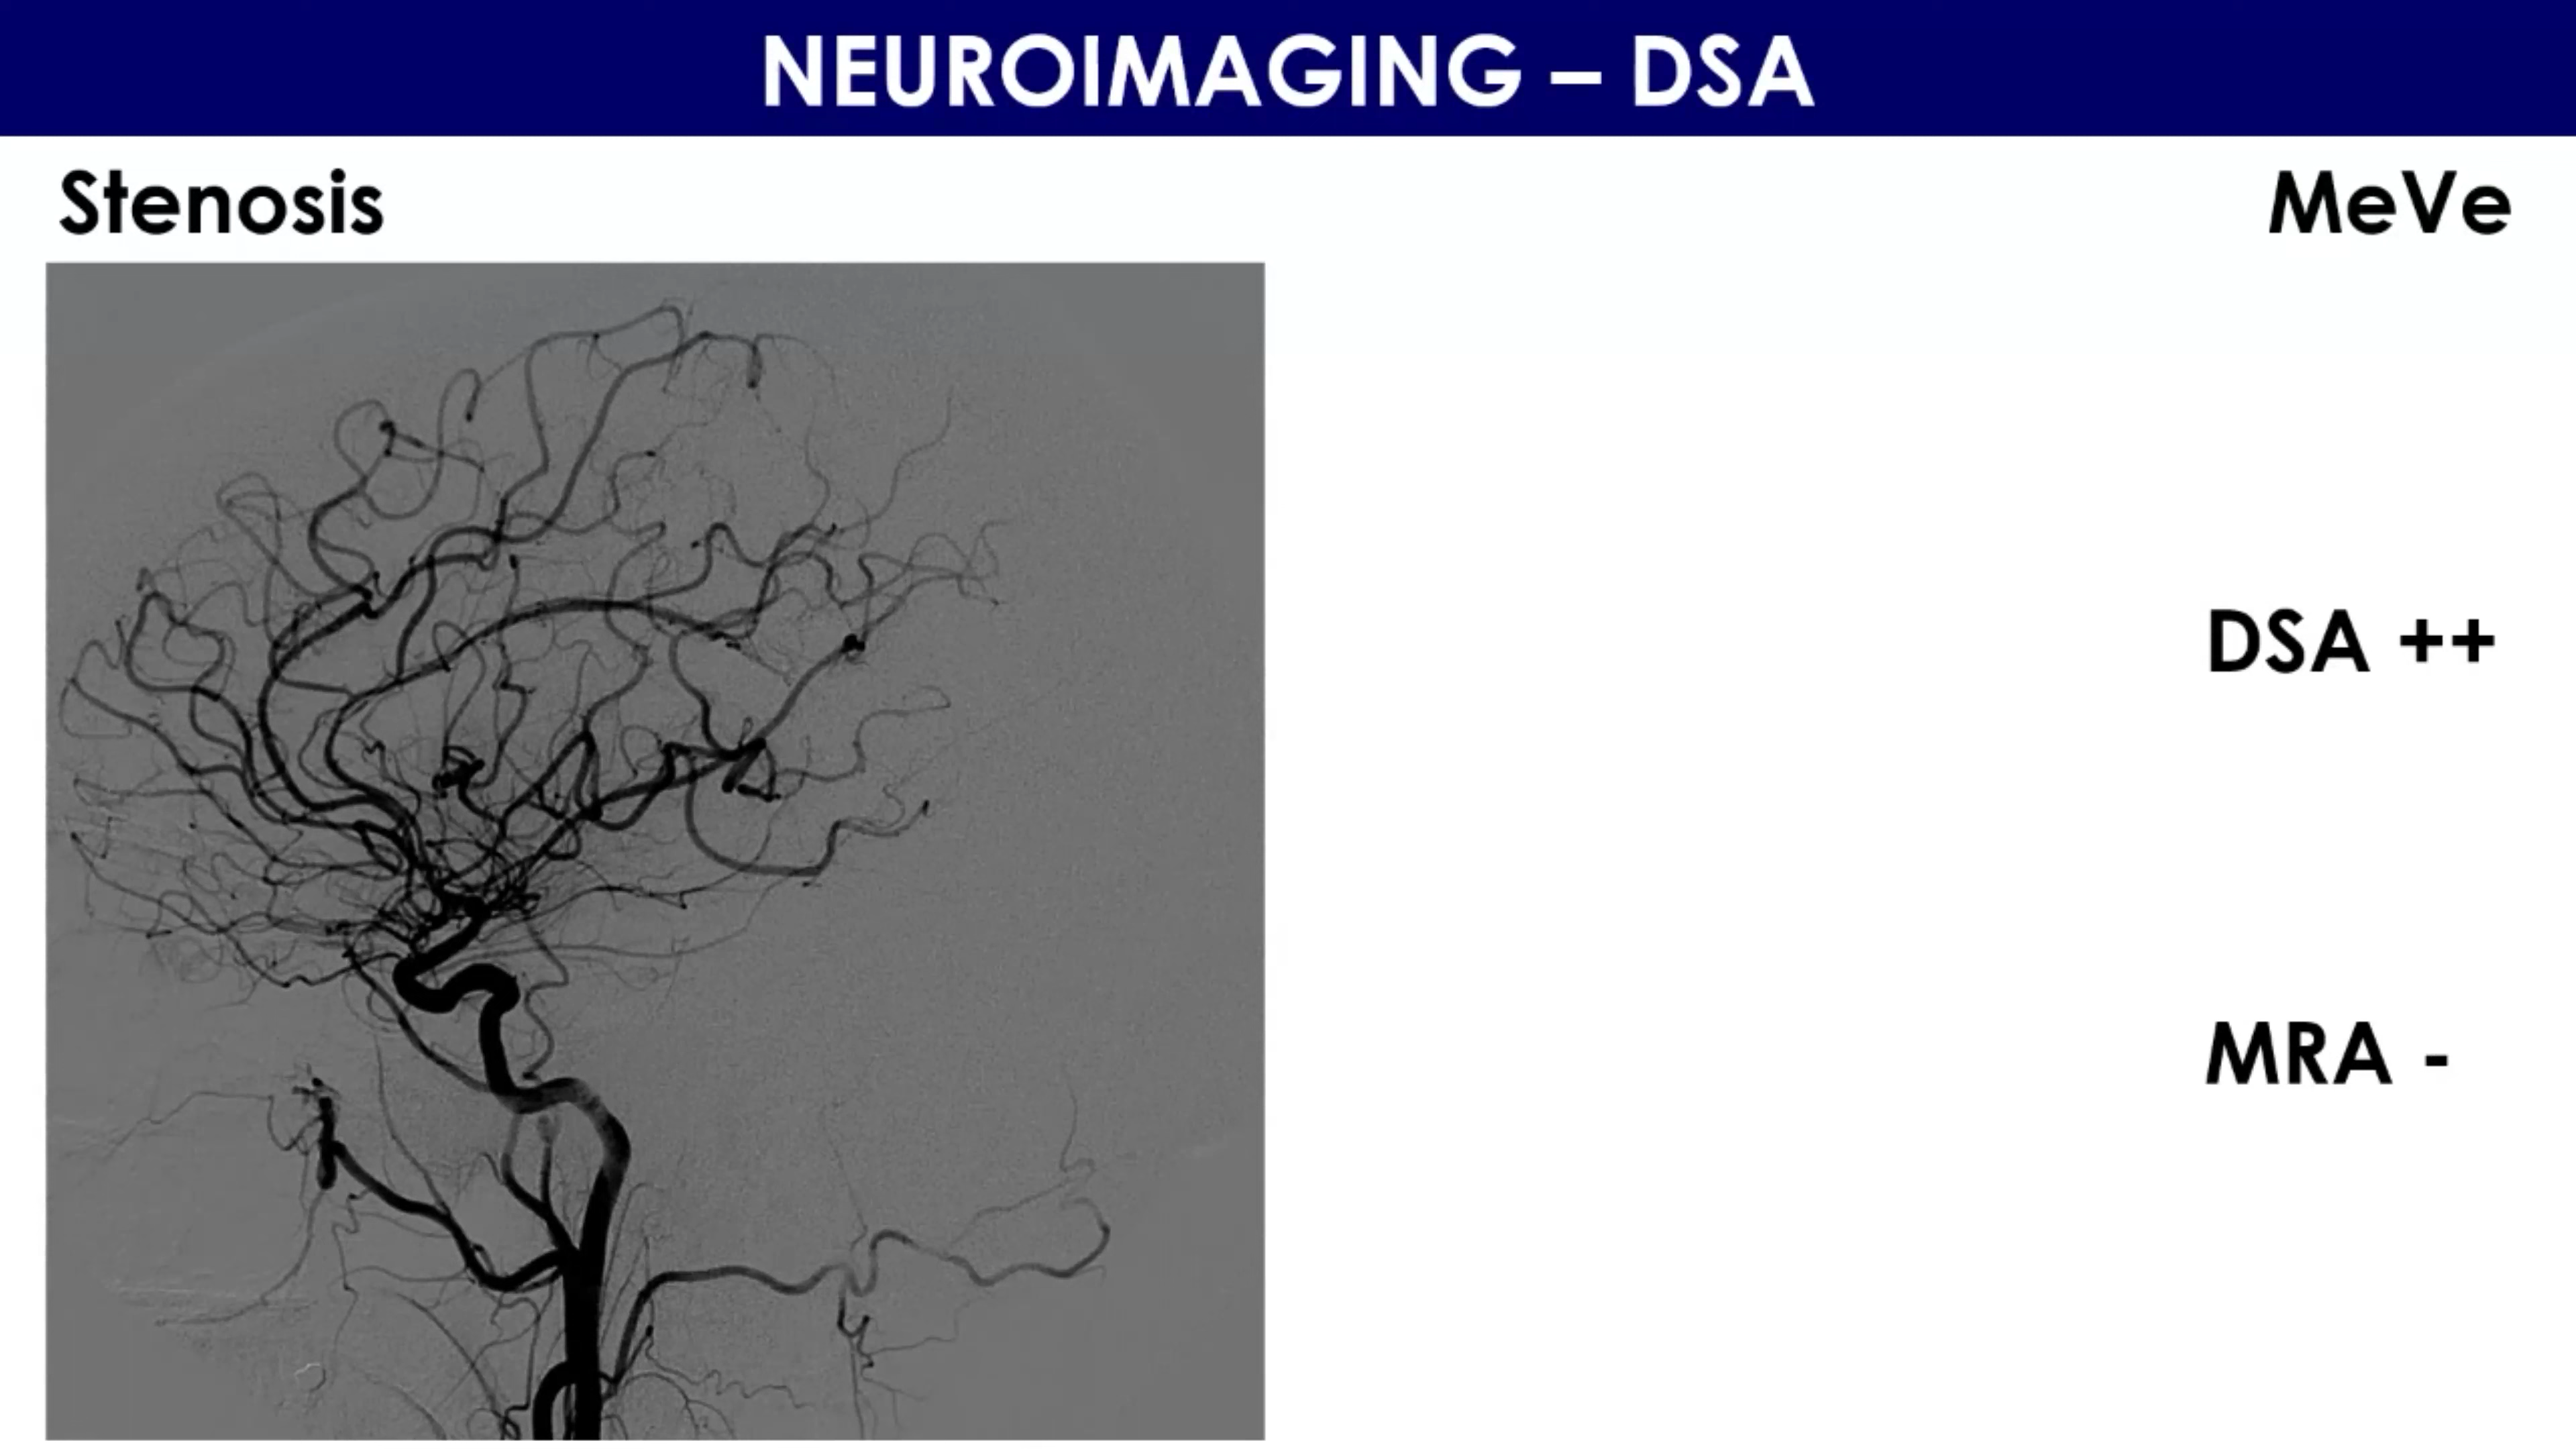 NEUROIMAGING – DSA
Stenosis
MeVe
DSA ++
MRA -